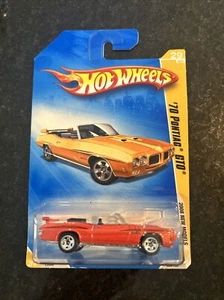 HOT WHEELS
'70 PONTIAC GTO
2009 NEW MODELS